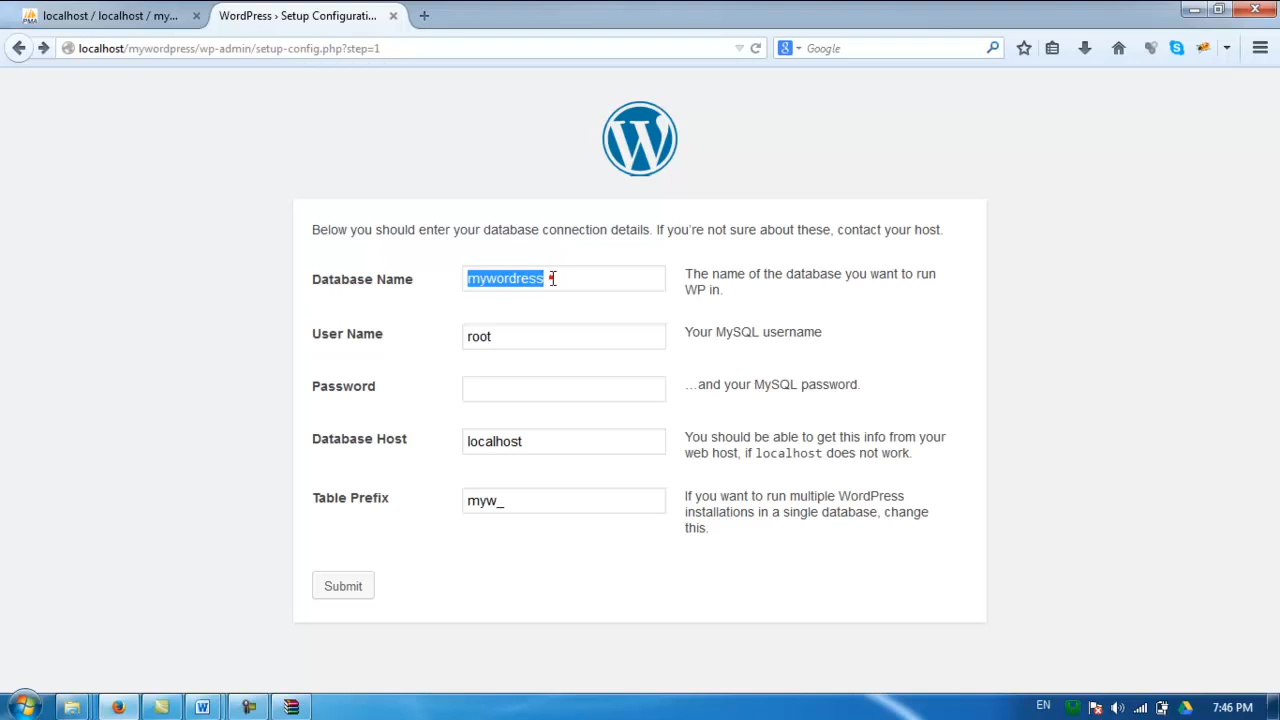 localhost / localhost / my...
WordPress › Setup Configurati...
localhost/mywordpress/wp-admin/setup-config.php?step=1
Google
Below you should enter your database connection details. If you're not sure about these, contact your host.
Database Name
mywordress
The name of the database you want to run
WP in.
User Name
root
Your MySQL username
Password
…and your MySQL password.
Database Host
localhost
You should be able to get this info from your
web host, if localhost does not work.
Table Prefix
myw_
If you want to run multiple WordPress
installations in a single database, change
this.
Submit
EN
7:46 PM